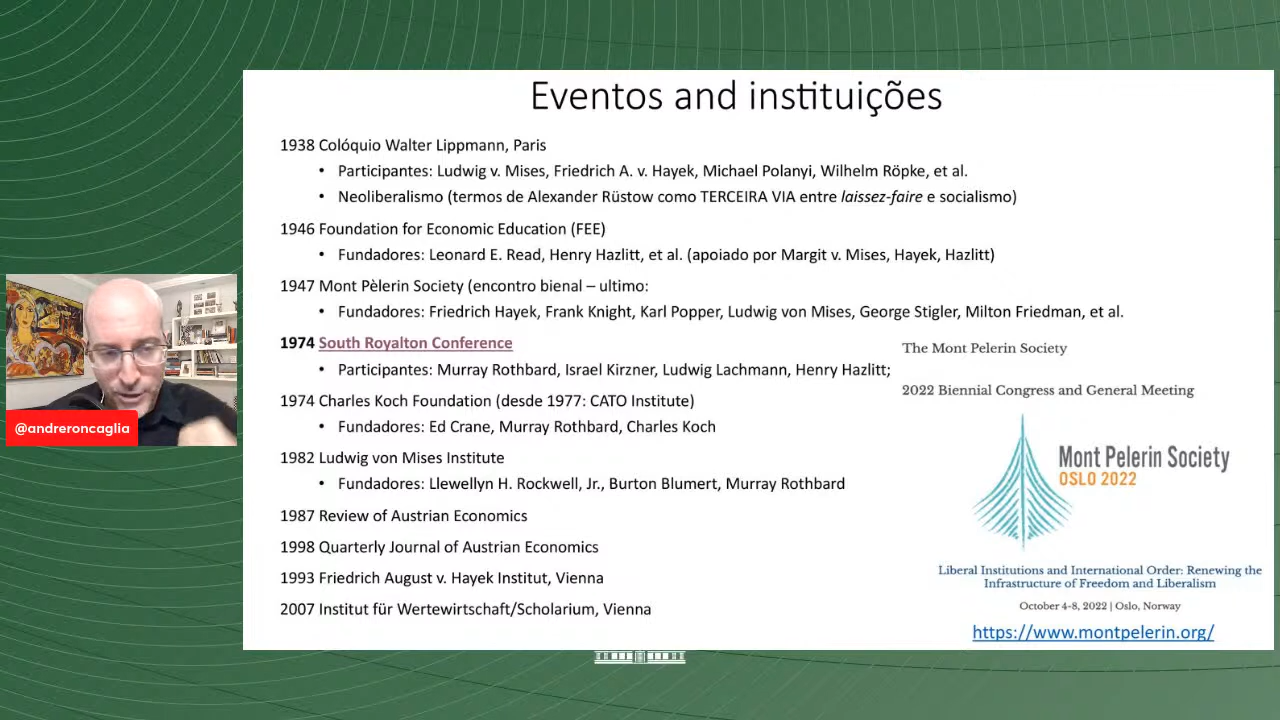 Eventos and instituições
1938 Colóquio Walter Lippmann, Paris
• Participantes: Ludwig v. Mises, Friedrich A. v. Hayek, Michael Polanyi, Wilhelm Röpke, et al.
• Neoliberalismo (termos de Alexander Rüstow como TERCEIRA VIA entre laissez-faire e socialismo)
1946 Foundation for Economic Education (FEE)
• Fundadores: Leonard E. Read, Henry Hazlitt, et al. (apoiado por Margit v. Mises, Hayek, Hazlitt)
1947 Mont Pèlerin Society (encontro bienal – ultimo:
• Fundadores: Friedrich Hayek, Frank Knight, Karl Popper, Ludwig von Mises, George Stigler, Milton Friedman, et al.
1974 South Royalton Conference
• Participantes: Murray Rothbard, Israel Kirzner, Ludwig Lachmann, Henry Hazlitt;
1974 Charles Koch Foundation (desde 1977: CATO Institute)
• Fundadores: Ed Crane, Murray Rothbard, Charles Koch
1982 Ludwig von Mises Institute
• Fundadores: Llewellyn H. Rockwell, Jr., Burton Blumert, Murray Rothbard
1987 Review of Austrian Economics
1998 Quarterly Journal of Austrian Economics
1993 Friedrich August v. Hayek Institut, Vienna
2007 Institut für Wertewirtschaft/Scholarium, Vienna
The Mont Pelerin Society
2022 Biennial Congress and General Meeting
Mont Pelerin Society
OSLO 2022
Liberal Institutions and International Order: Renewing the
Infrastructure of Freedom and Liberalism
October 4-8, 2022 | Oslo, Norway
https://www.montpelerin.org/
@andreroncaglia